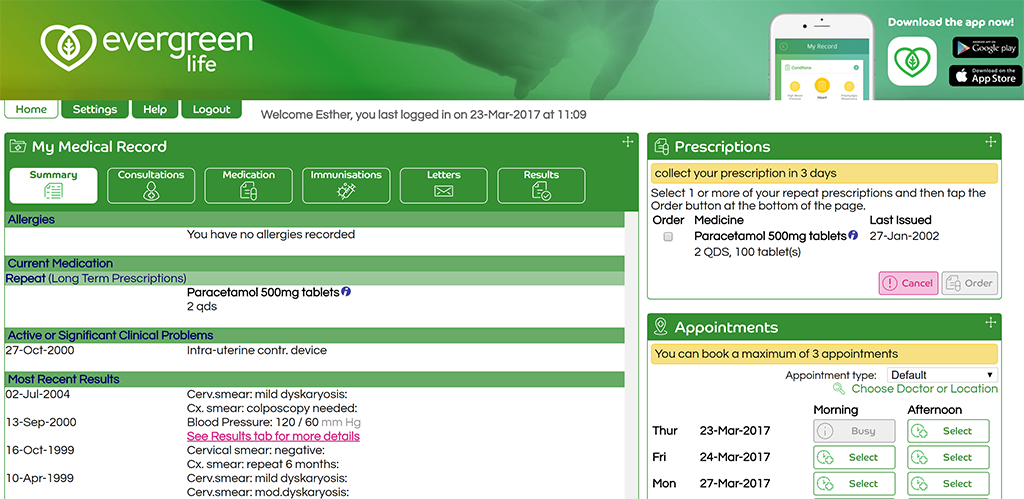 evergreen
life
Download the app now!
My Record
Conditions
ANDROID APP ON
Google play
Download on the
App Store
Home
Settings
Help
Logout
Welcome Esther, you last logged in on 23-Mar-2017 at 11:09
My Medical Record
Summary
Consultations
Medication
Immunisations
Letters
Results
Allergies
You have no allergies recorded
Current Medication
Repeat (Long Term Prescriptions)
Paracetamol 500mg tablets
2 qds
Active or Significant Clinical Problems
27-Oct-2000 Intra-uterine contr. device
Most Recent Results
02-Jul-2004 Cerv.smear: mild dyskaryosis:
Cx. smear: colposcopy needed:
13-Sep-2000 Blood Pressure: 120 / 60 mm Hg
See Results tab for more details
16-Oct-1999 Cervical smear: negative:
Cx. smear: repeat 6 months:
10-Apr-1999 Cerv.smear: mild dyskaryosis:
Cerv.smear: mod.dyskaryosis:
Prescriptions
collect your prescription in 3 days
Select 1 or more of your repeat prescriptions and then tap the
Order button at the bottom of the page.
Order Medicine Last Issued
Paracetamol 500mg tablets 27-Jan-2002
2 QDS, 100 tablet(s)
Cancel
Order
Appointments
You can book a maximum of 3 appointments
Appointment type: Default
Choose Doctor or Location
Morning Afternoon
Thur 23-Mar-2017 Busy Select
Fri 24-Mar-2017 Select Select
Mon 27-Mar-2017 Select Select